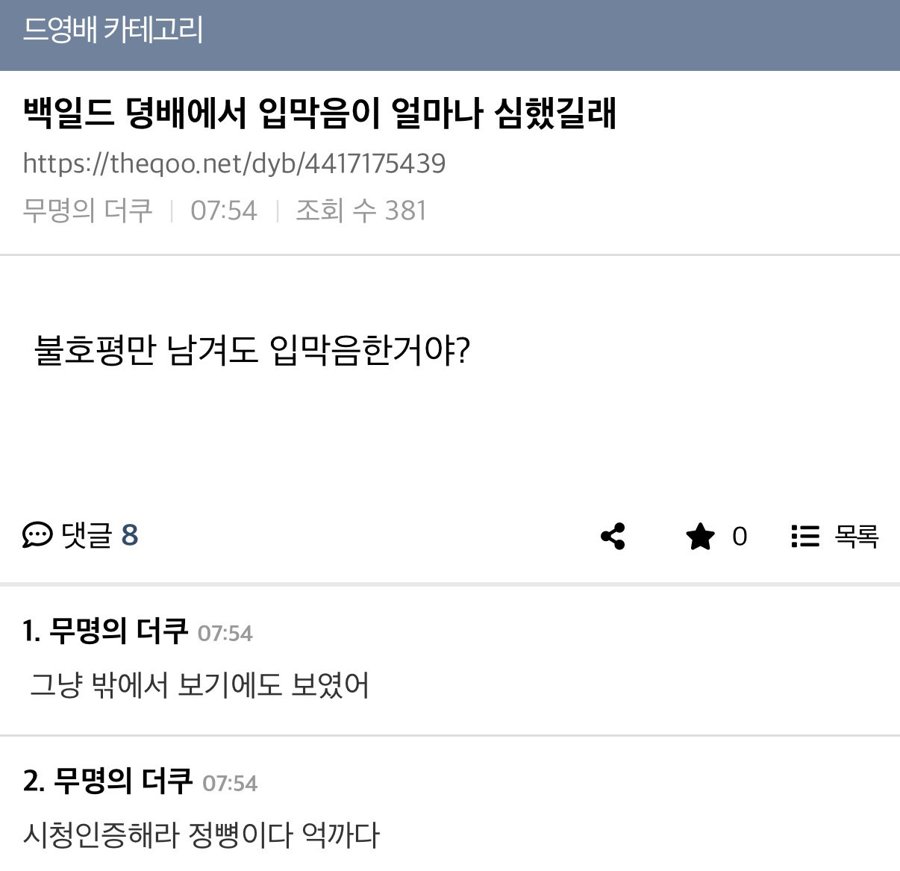 드영배 카테고리
백일드 뎡배에서 입막음이 얼마나 심했길래
https://theqoo.net/dyb/4417175439
무명의 더쿠 | 07:54 | 조회 수 381
불호평만 남겨도 입막음한거야?
댓글 8 0 목록
1. 무명의 더쿠 07:54
그냥 밖에서 보기에도 보였어
2. 무명의 더쿠 07:54
시청인증해라 정뼝이다 억까다